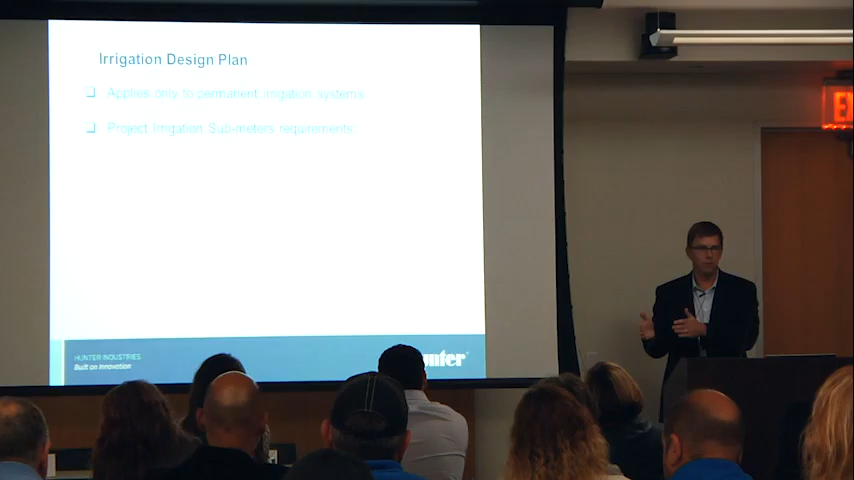 Irrigation Design Plan
Applies only to permanent irrigation systems
Project Irrigation Sub-meters requirements:
HUNTER INDUSTRIES
Built on Innovation
unter
EX